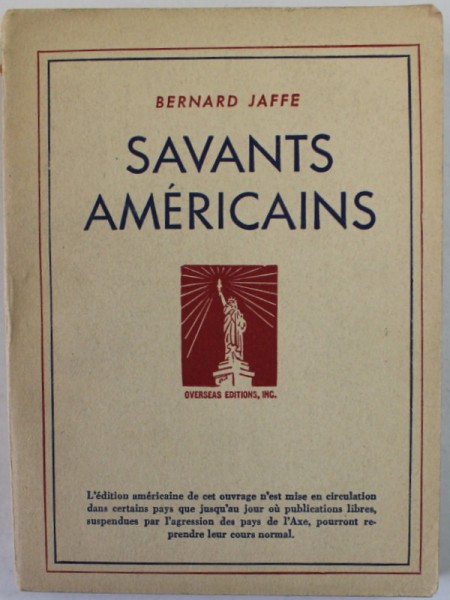 BERNARD JAFFE
SAVANTS
AMÉRICAINS
OVERSEAS EDITIONS, INC.
L'édition américaine de cet ouvrage n'est mise en circulation
dans certains pays que jusqu'au jour où publications libres,
suspendues par l'agression des pays de l'Axe, pourront re-
prendre leur cours normal.